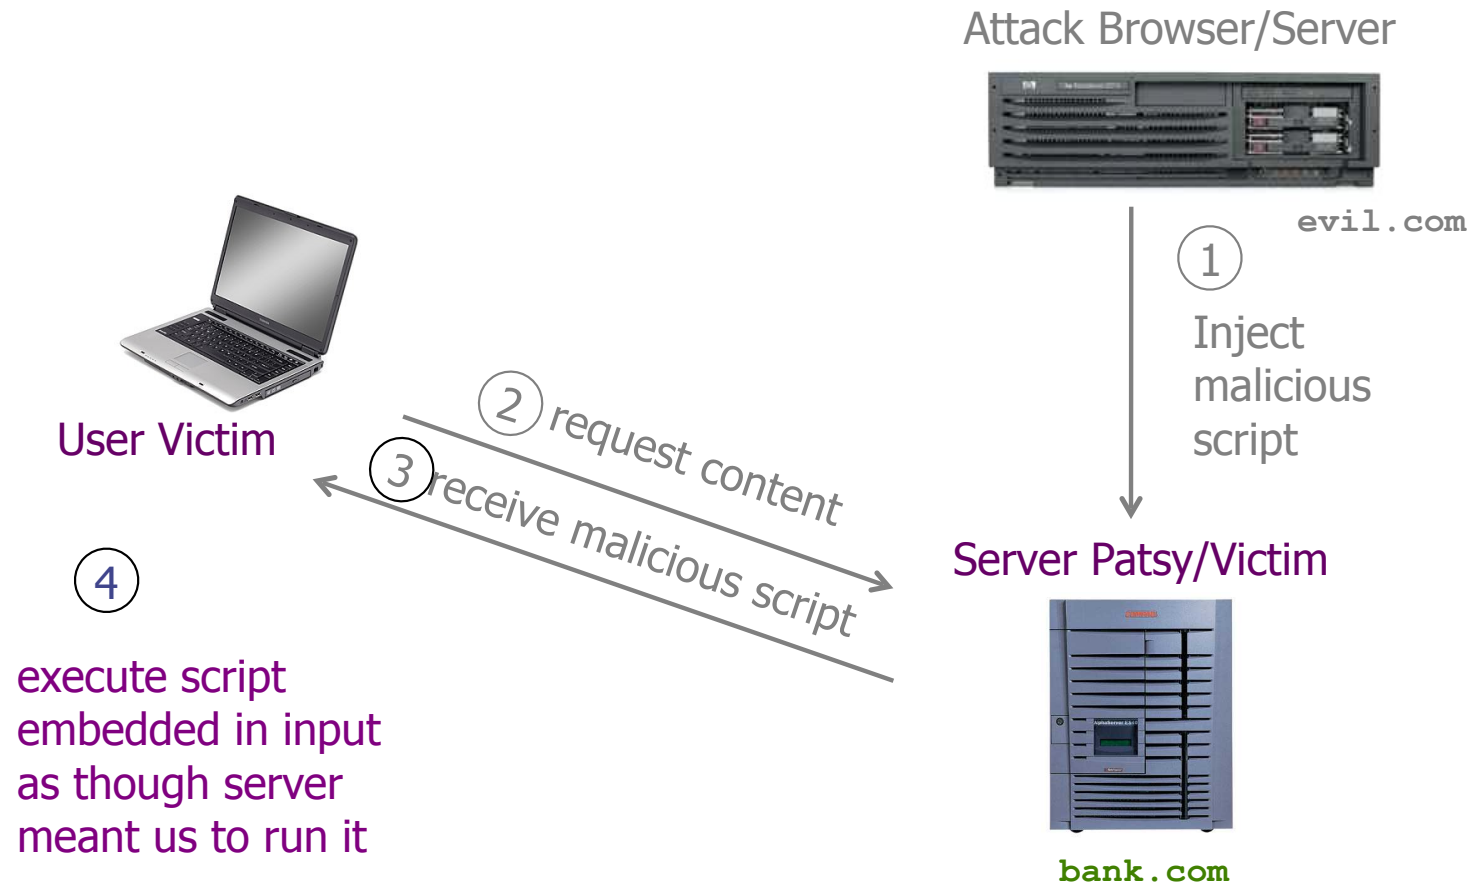 Attack Browser/Server
evil.com
1
Inject
malicious
script
User Victim
2 request content
3 receive malicious script
Server Patsy/Victim
4
execute script
embedded in input
as though server
meant us to run it
bank.com